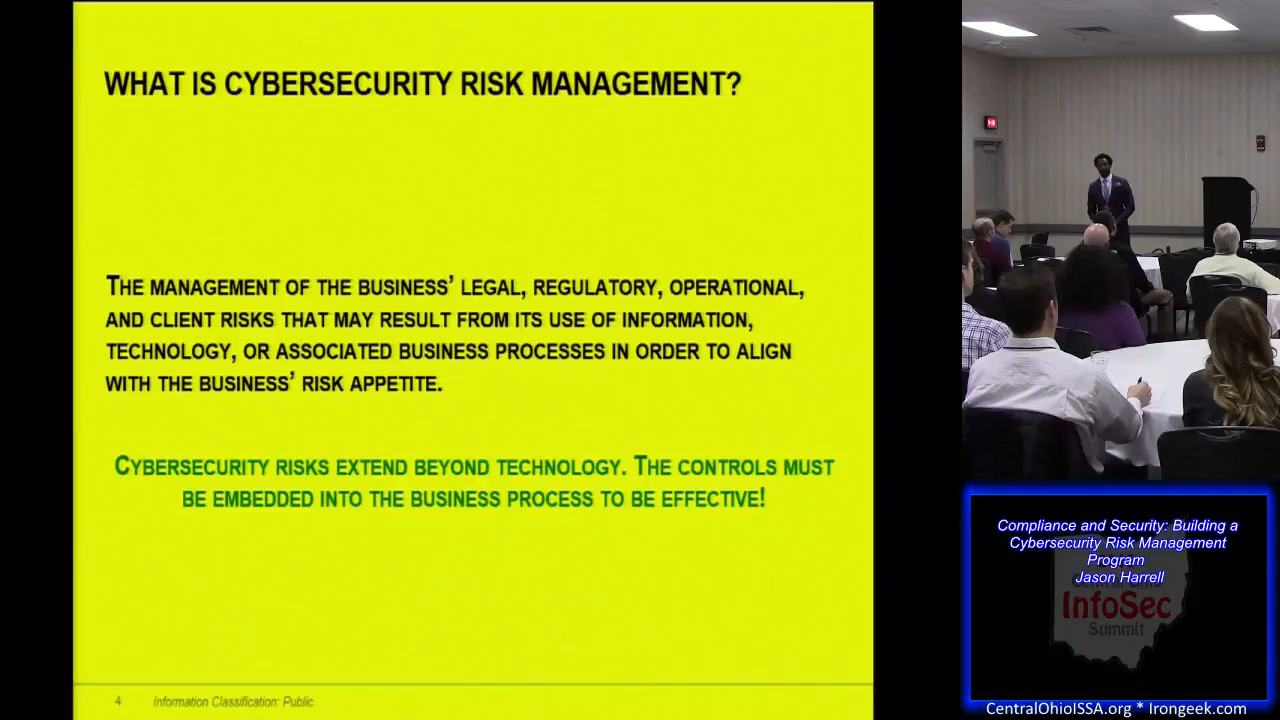 WHAT IS CYBERSECURITY RISK MANAGEMENT?
THE MANAGEMENT OF THE BUSINESS' LEGAL, REGULATORY, OPERATIONAL,
AND CLIENT RISKS THAT MAY RESULT FROM ITS USE OF INFORMATION,
TECHNOLOGY, OR ASSOCIATED BUSINESS PROCESSES IN ORDER TO ALIGN
WITH THE BUSINESS' RISK APPETITE.
CYBERSECURITY RISKS EXTEND BEYOND TECHNOLOGY. THE CONTROLS MUST
BE EMBEDDED INTO THE BUSINESS PROCESS TO BE EFFECTIVE!
4 Information Classification: Public
Compliance and Security: Building a
Cybersecurity Risk Management
Program
Jason Harrell
InfoSec
Summit
CentralOhioISSA.org * Irongeek.com